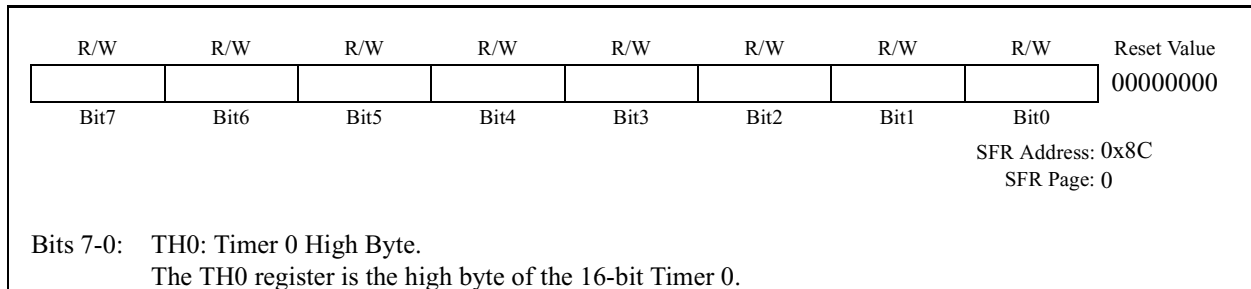 R/W R/W R/W R/W R/W R/W R/W R/W Reset Value
00000000
Bit7 Bit6 Bit5 Bit4 Bit3 Bit2 Bit1 Bit0
SFR Address: 0x8C
SFR Page: 0
Bits 7-0: TH0: Timer 0 High Byte.
The TH0 register is the high byte of the 16-bit Timer 0.